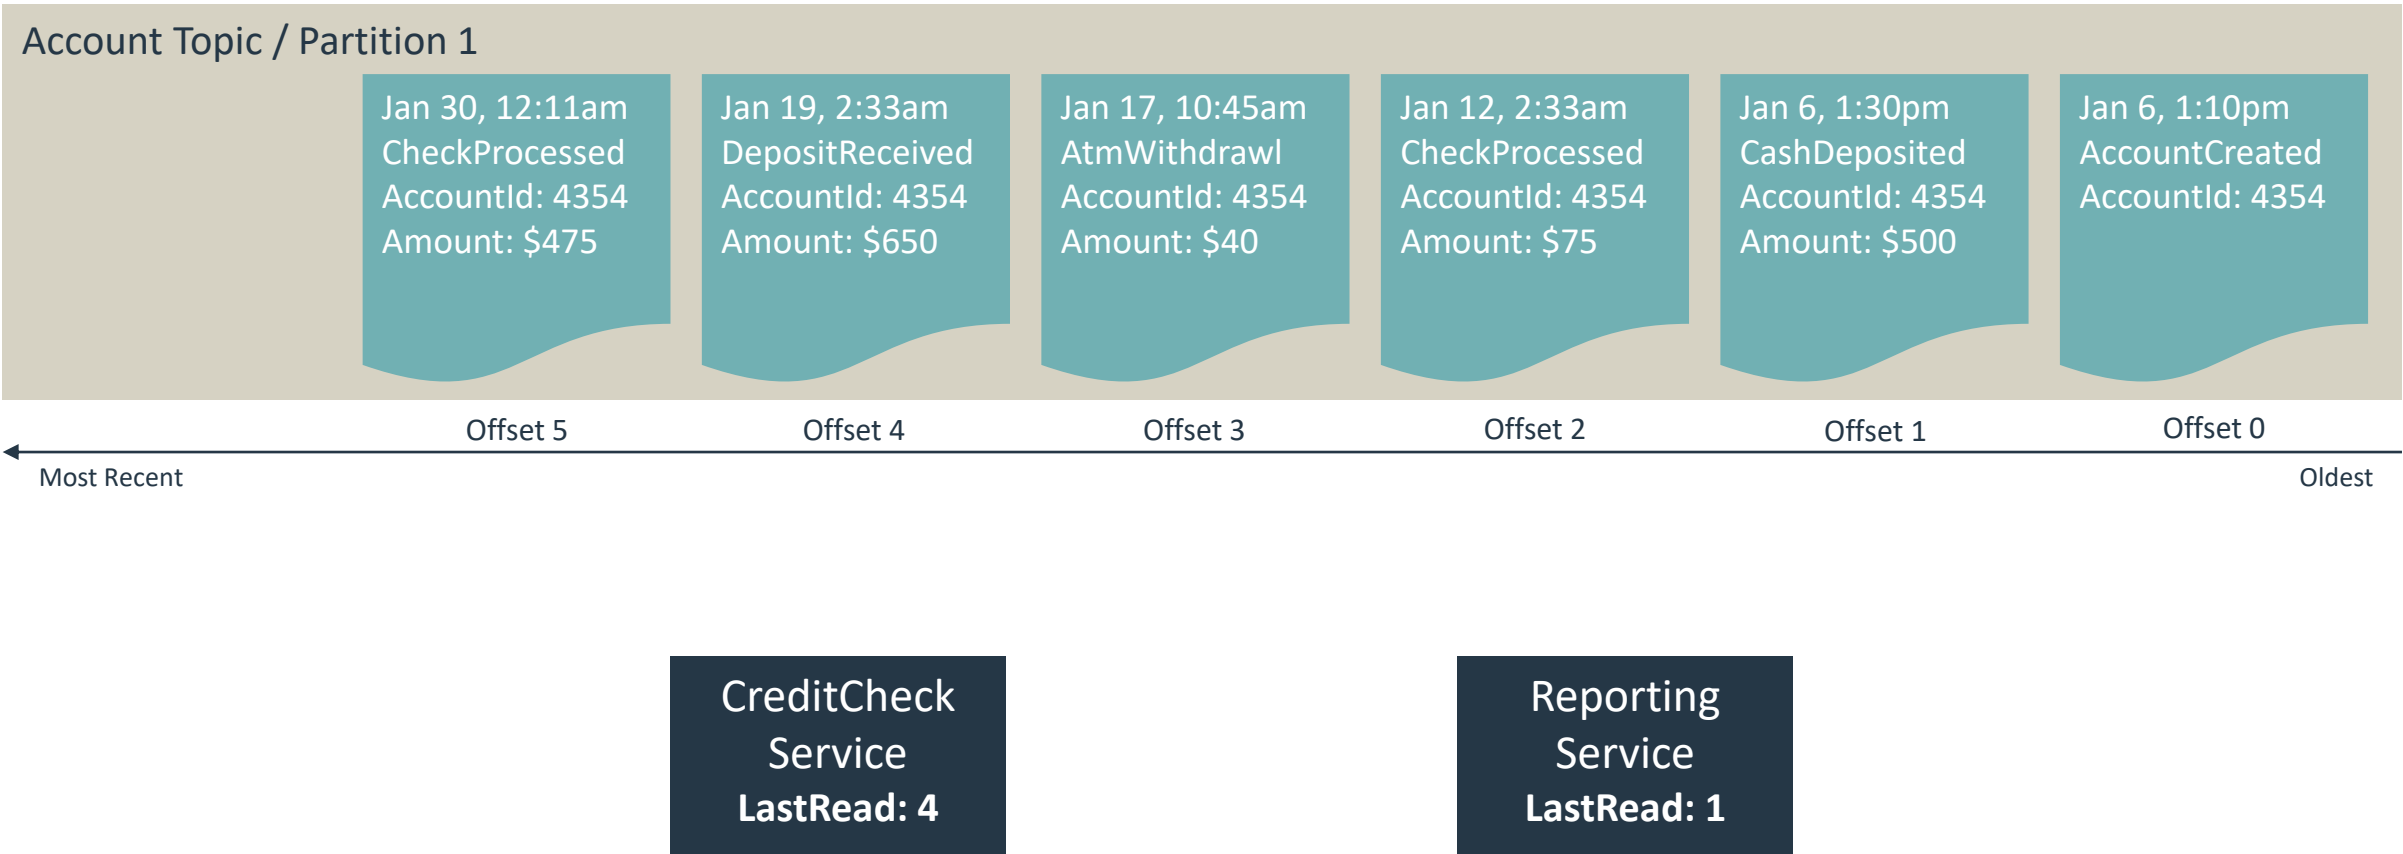 Account Topic / Partition 1
Jan 30, 12:11am
CheckProcessed
AccountId: 4354
Amount: $475
Jan 19, 2:33am
DepositReceived
AccountId: 4354
Amount: $650
Jan 17, 10:45am
AtmWithdrawl
AccountId: 4354
Amount: $40
Jan 12, 2:33am
CheckProcessed
AccountId: 4354
Amount: $75
Jan 6, 1:30pm
CashDeposited
AccountId: 4354
Amount: $500
Jan 6, 1:10pm
AccountCreated
AccountId: 4354
Offset 5
Offset 4
Offset 3
Offset 2
Offset 1
Offset 0
Most Recent
Oldest
CreditCheck
Service
LastRead: 4
Reporting
Service
LastRead: 1